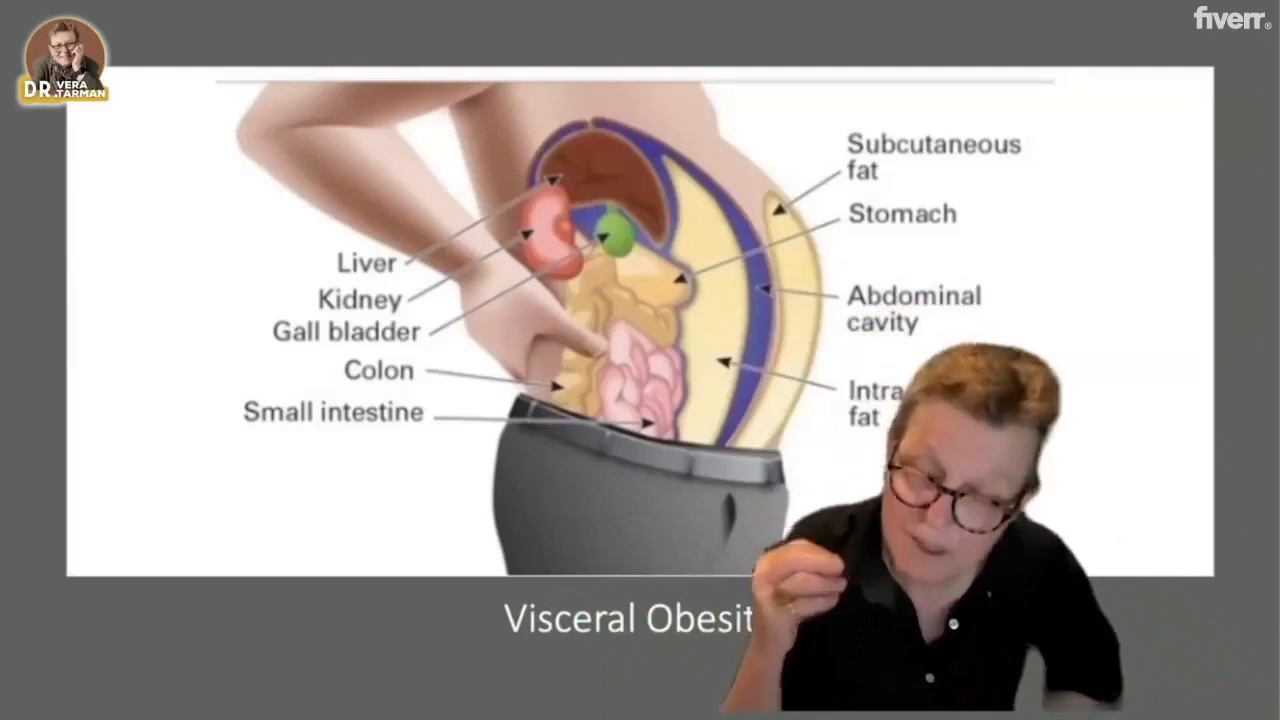 fiverr.
DR. VERA
TARMAN
Subcutaneous
fat
Stomach
Liver
Kidney
Abdominal
cavity
Gall bladder
Colon
Intra
fat
Small intestine
Visceral Obesit